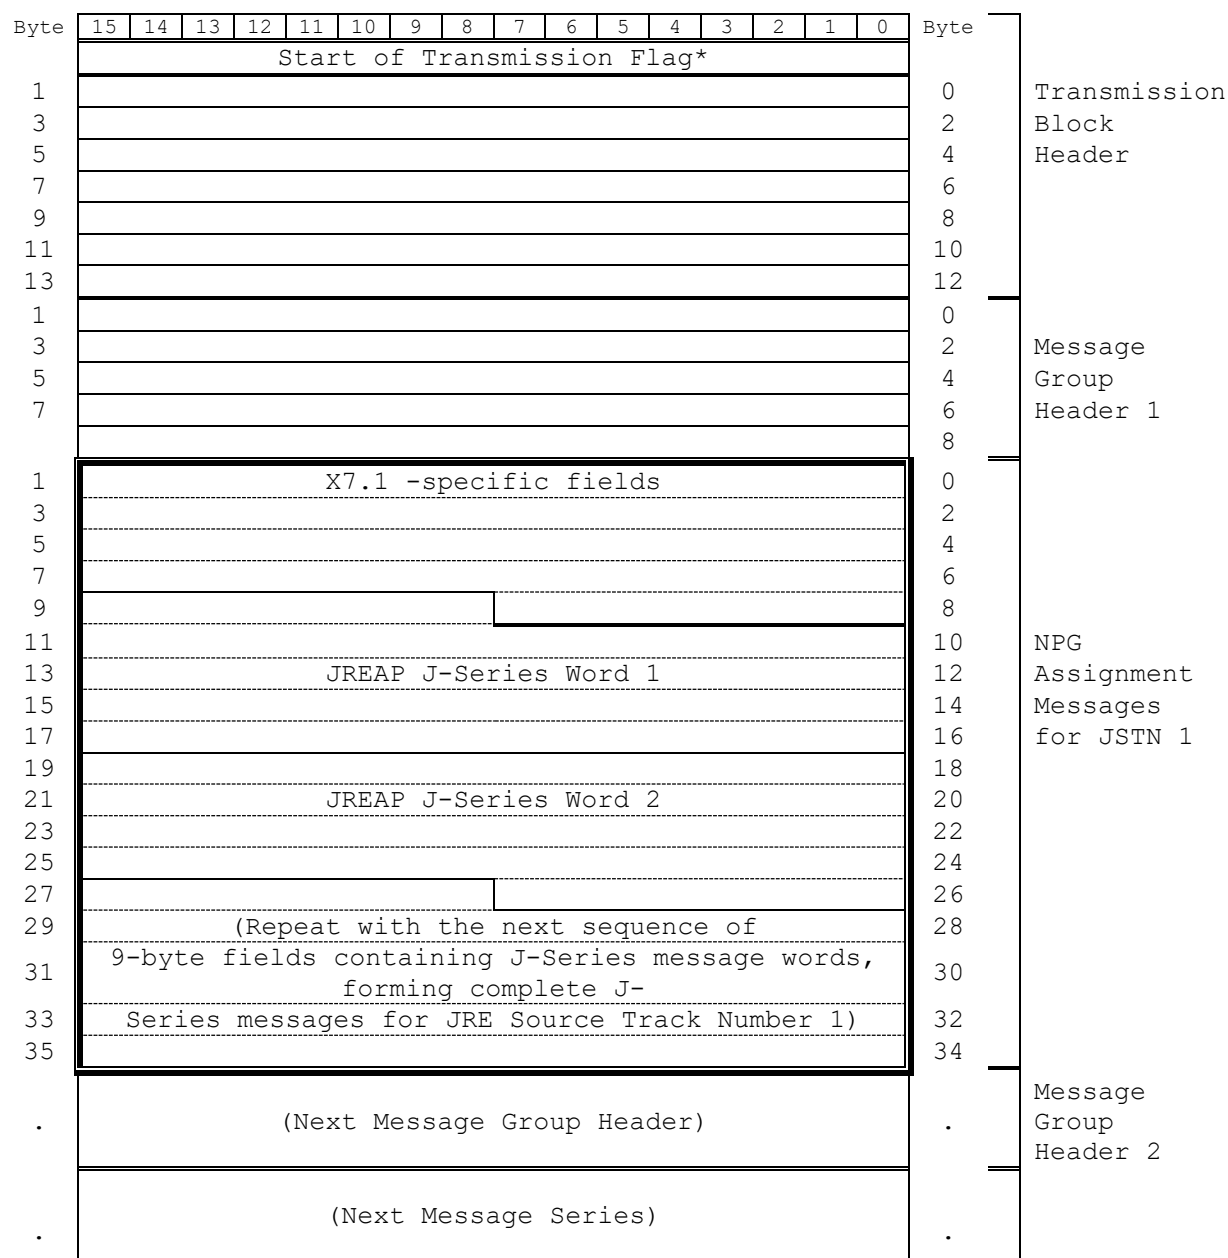 Byte 15 14 13 12 11 10 9 8 7 6 5 4 3 2 1 0 Byte
Start of Transmission Flag*
1 0 Transmission
3 2 Block
5 4 Header
7 6
9 8
11 10
13 12
1 0
3 2 Message
5 4 Group
7 6 Header 1
8
1 X7.1 -specific fields 0
3 2
5 4
7 6
9 8
11 10 NPG
13 JREAP J-Series Word 1 12 Assignment
15 14 Messages
17 16 for JSTN 1
19 18
21 JREAP J-Series Word 2 20
23 22
25 24
27 26
29 (Repeat with the next sequence of 28
31 9-byte fields containing J-Series message words, 30
forming complete J-
33 Series messages for JRE Source Track Number 1) 32
35 34
Message
. (Next Message Group Header) . Group
Header 2
(Next Message Series)
. .